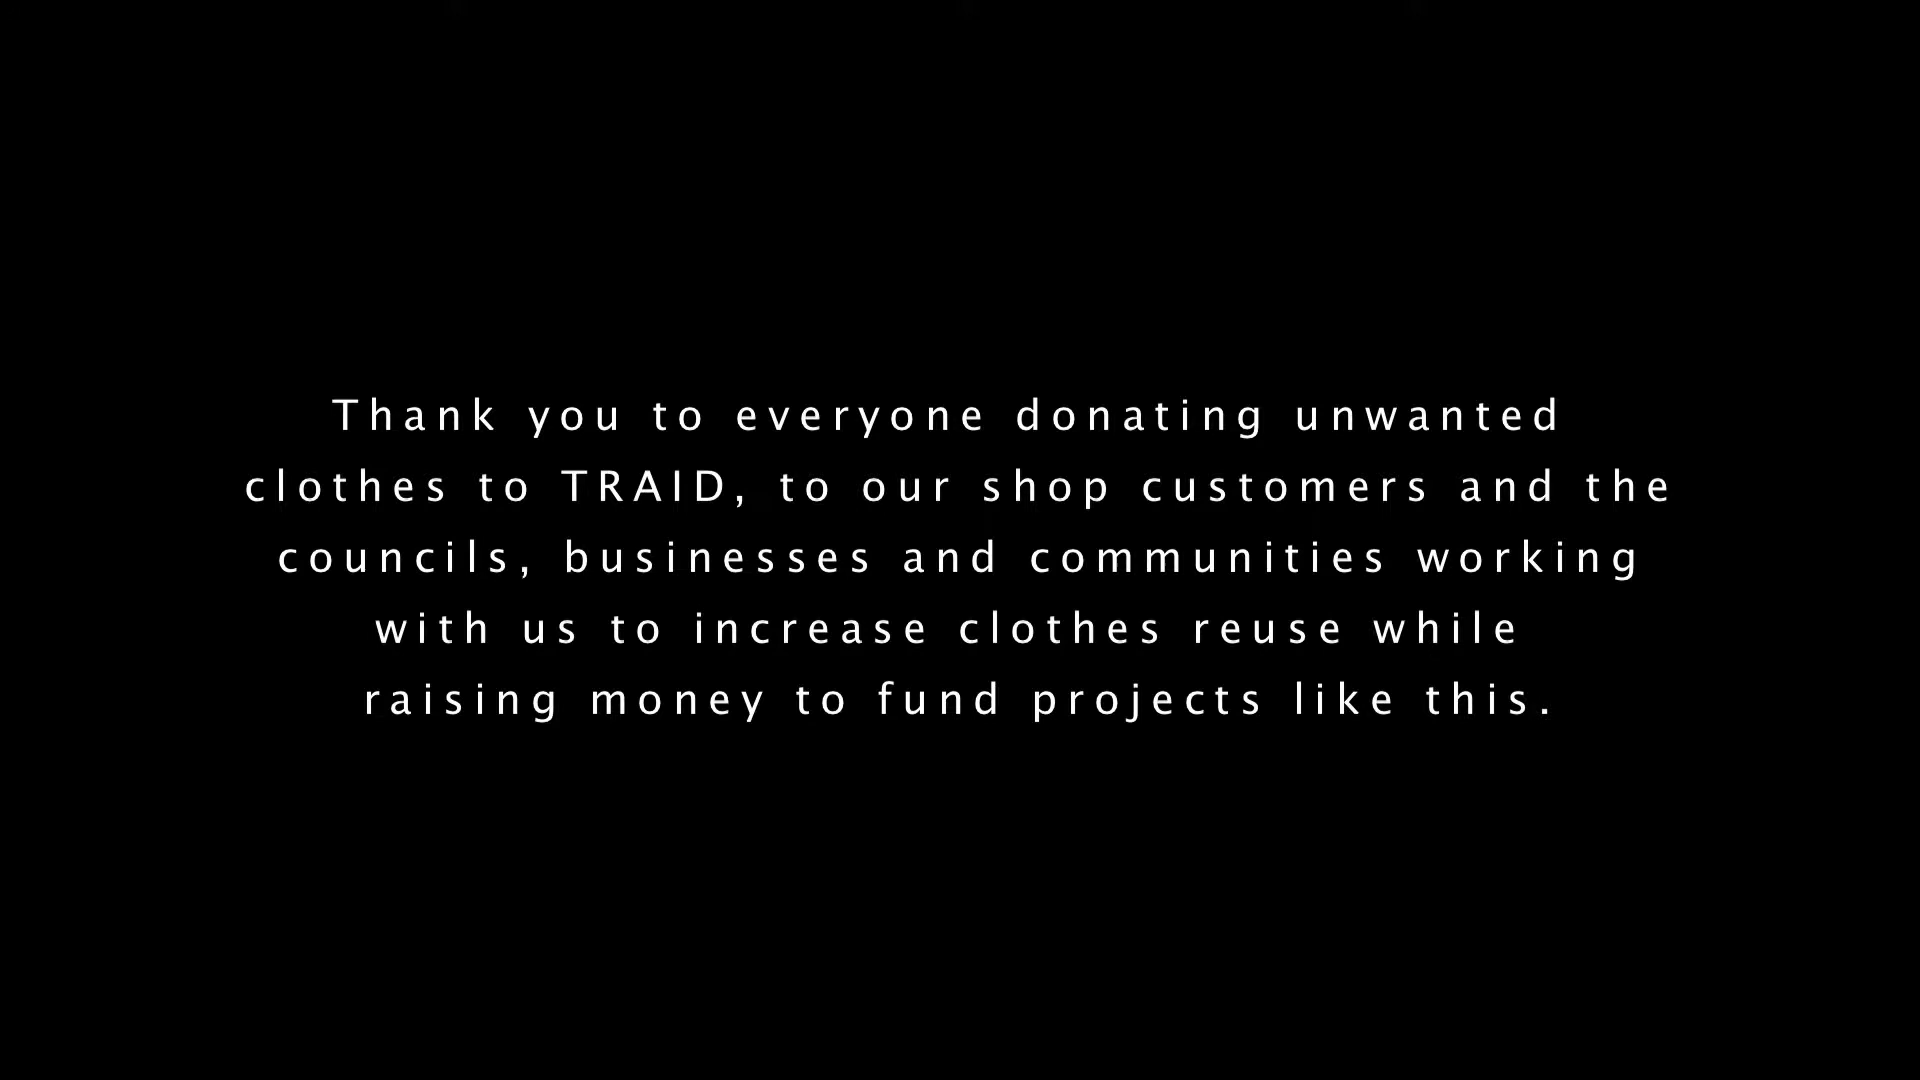 Thank you to everyone donating unwanted
clothes to TRAID, to our shop customers and the
councils, businesses and communities working
with us to increase clothes reuse while
raising money to fund projects like this.